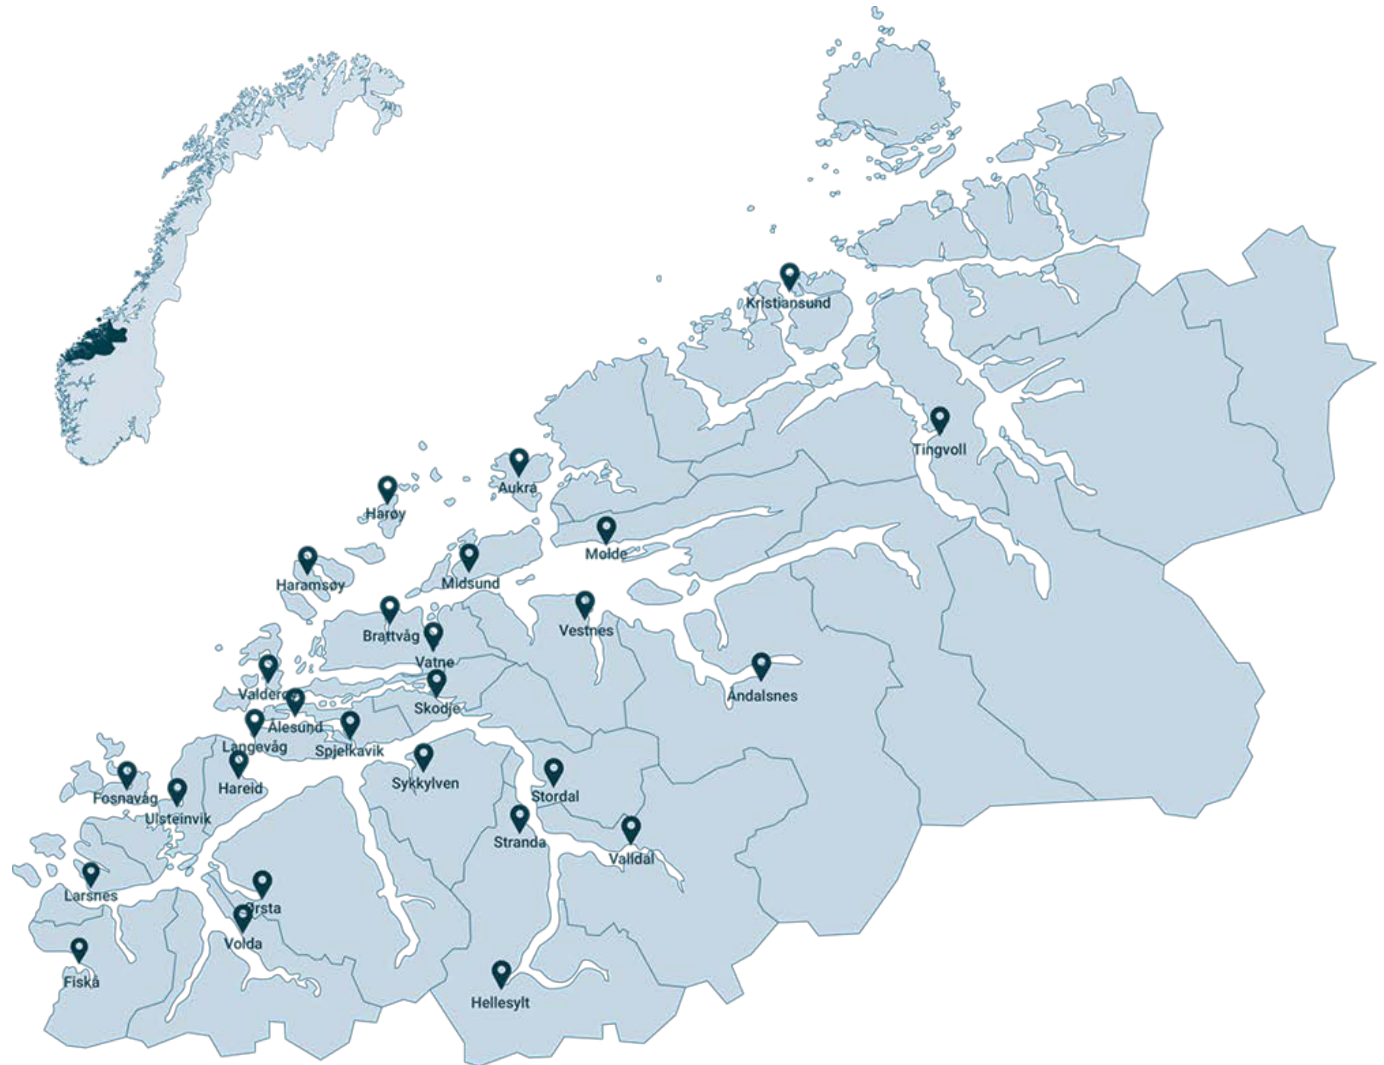 Kristiansund
Tingvoll
Aukra
Harøy
Molde
Haramsøy
Midsund
Brattvåg
Vestnes
Vatne
Valderøy
Åndalsnes
Skodje
Ålesund
Langevåg
Spjelkavik
Sykkylven
Hareid
Fosnavåg
Stordal
Ulsteinvik
Stranda
Valldal
Larsnes
Ørsta
Volda
Fiskå
Hellesylt